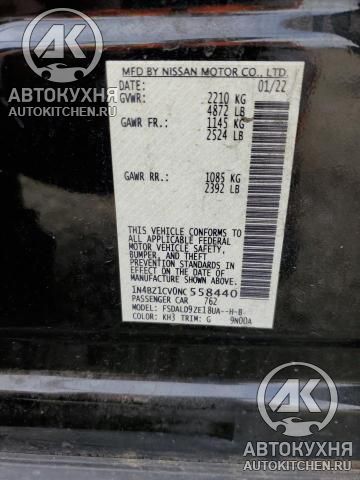 АВТОКУХНЯ
AVTOKITCHEN.RU
MFD BY NISSAN MOTOR CO., LTD.
DATE: 01/22
GVWR: 2210 KG
4872 LB
GAWR FR.: 1145 KG
2524 LB
GAWR RR.: 1085 KG
2392 LB
THIS VEHICLE CONFORMS TO ALL
APPLICABLE FEDERAL MOTOR
VEHICLE SAFETY,
BUMPER, AND THEFT PREVENTION
STANDARDS IN EFFECT ON THE DATE
OF MANUFACTURE SHOWN ABOVE.
1N4BZ1CV0NC558440
PASSENGER CAR 762
MODEL: FSDALD9ZE18UA--H-B
COLOR: KH3 TRIM: G 9N00A
АВТОКУХНЯ
AVTOKITCHEN.RU